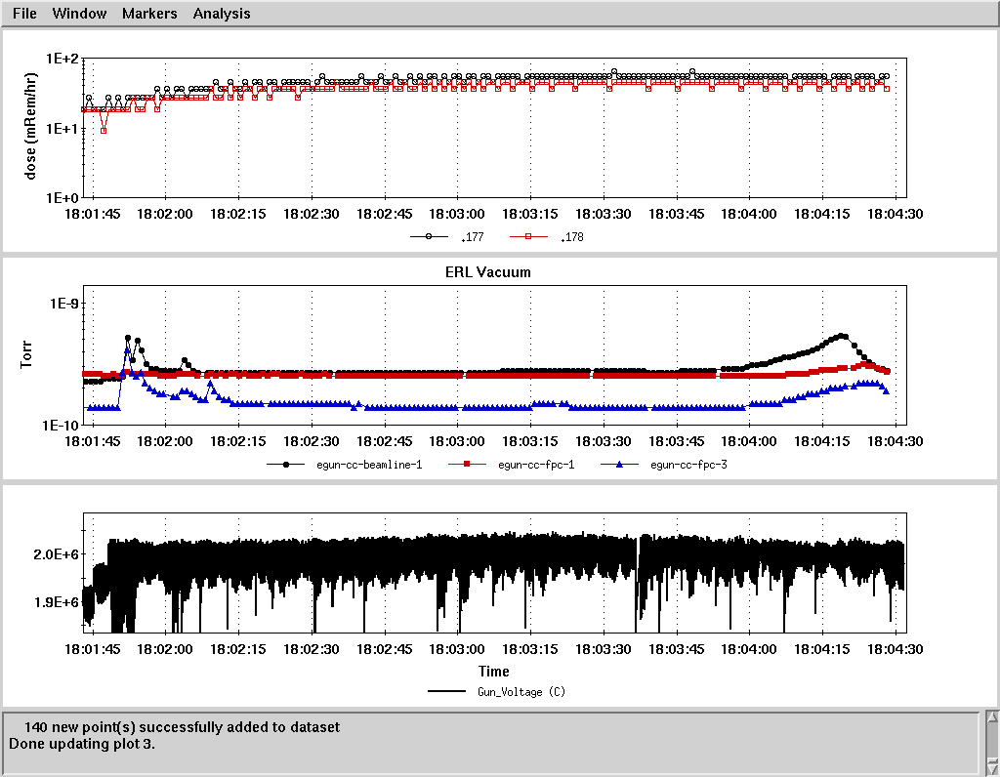 File Window Markers Analysis
1E+2
1E+1
1E+0
dose (mRem/hr)
18:01:45 18:02:00 18:02:15 18:02:30 18:02:45 18:03:00 18:03:15 18:03:30 18:03:45 18:04:00 18:04:15 18:04:30
.177 .178
ERL Vacuum
1E-9
1E-10
Torr
18:01:45 18:02:00 18:02:15 18:02:30 18:02:45 18:03:00 18:03:15 18:03:30 18:03:45 18:04:00 18:04:15 18:04:30
egun-cc-beamline-1 egun-cc-fpc-1 egun-cc-fpc-3
2.0E+6
1.9E+6
18:01:45 18:02:00 18:02:15 18:02:30 18:02:45 18:03:00 18:03:15 18:03:30 18:03:45 18:04:00 18:04:15 18:04:30
Time
Gun_Voltage (C)
140 new point(s) successfully added to dataset
Done updating plot 3.